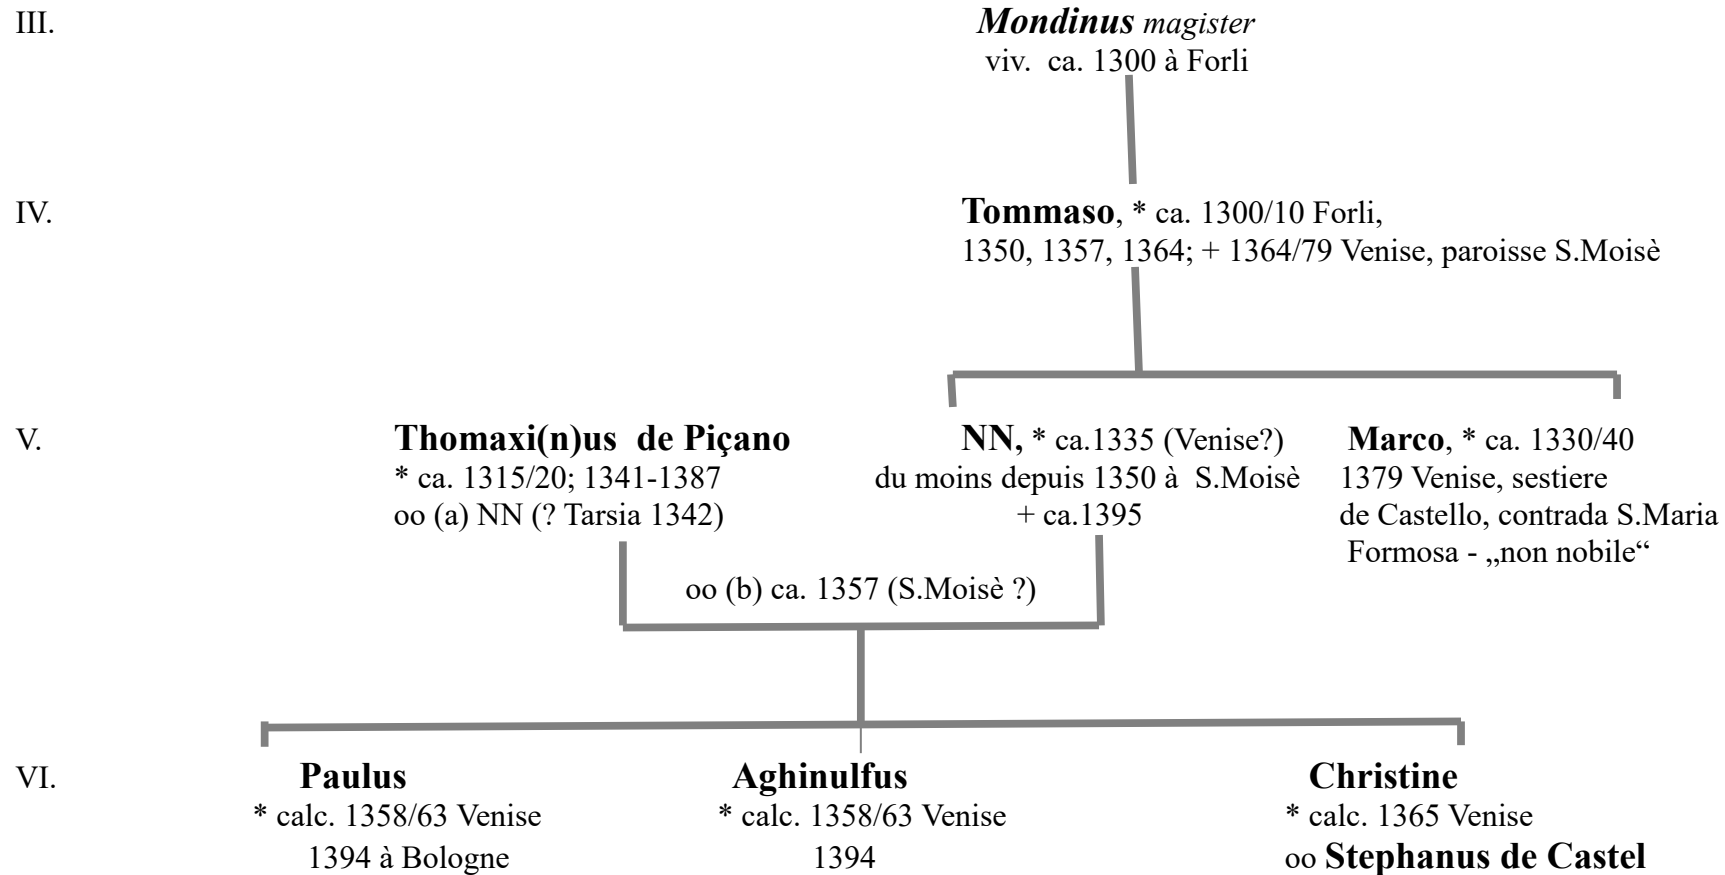 III.
Mondinus magister
viv. ca. 1300 à Forli
IV.
Tommaso, * ca. 1300/10 Forli,
1350, 1357, 1364; + 1364/79 Venise, paroisse S.Moisè
V.
Thomaxi(n)us de Piçano
* ca. 1315/20; 1341-1387
oo (a) NN (? Tarsia 1342)
NN, * ca.1335 (Venise?)
du moins depuis 1350 à S.Moisè
+ ca.1395
Marco, * ca. 1330/40
1379 Venise, sestiere
de Castello, contrada S.Maria
Formosa - „non nobile“
oo (b) ca. 1357 (S.Moisè ?)
VI.
Paulus
* calc. 1358/63 Venise
1394 à Bologne
Aghinulfus
* calc. 1358/63 Venise
1394
Christine
* calc. 1365 Venise
oo Stephanus de Castel